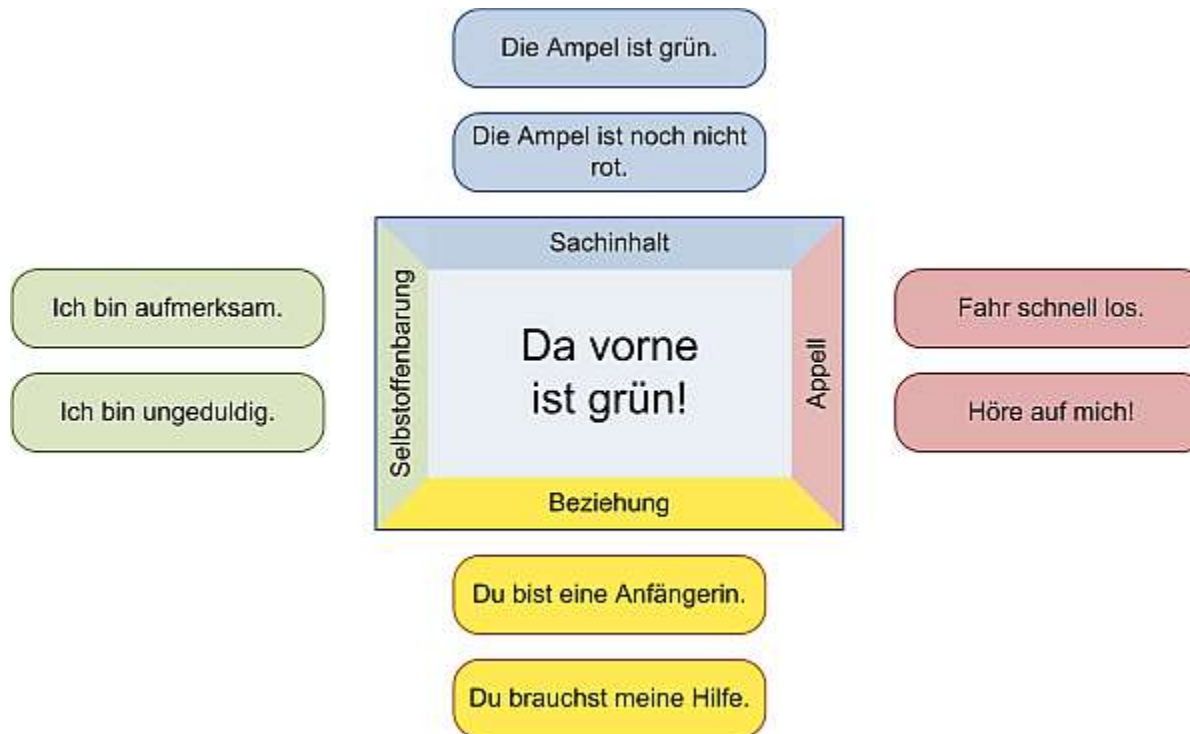 Die Ampel ist grün.
Die Ampel ist noch nicht
rot.
Sachinhalt
Ich bin aufmerksam.
Ich bin ungeduldig.
Selbstoffenbarung
Da vorne
ist grün!
Appell
Fahr schnell los.
Höre auf mich!
Beziehung
Du bist eine Anfängerin.
Du brauchst meine Hilfe.